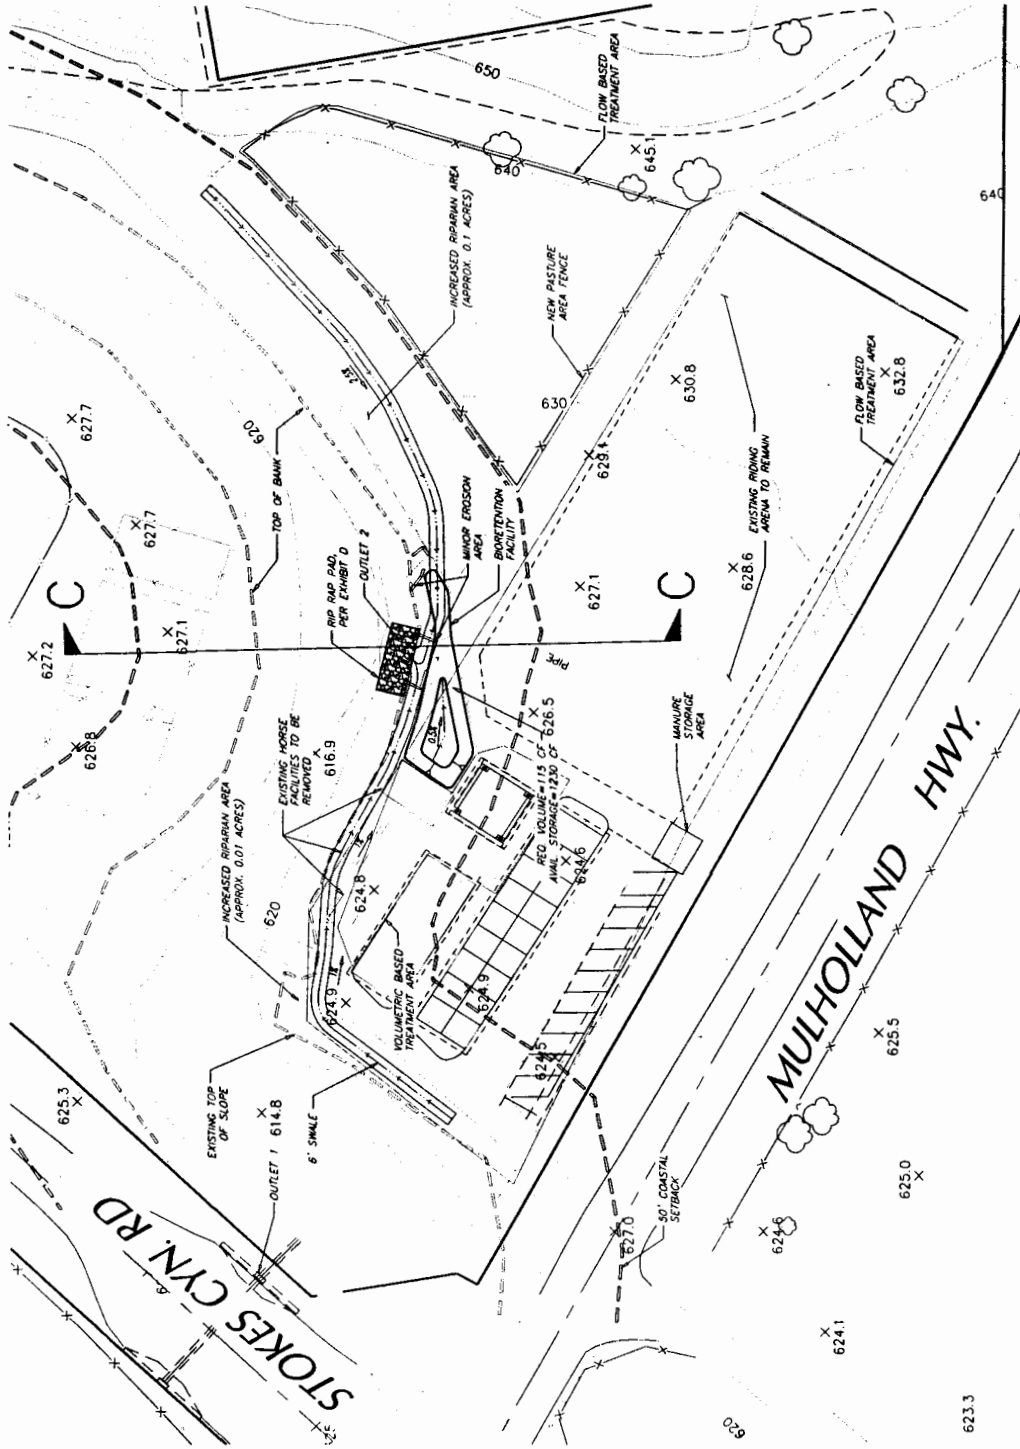 650
FLOW BASED
TREATMENT AREA
645.1
640
640
INCREASED RIPARIAN AREA
(APPROX. 0.1 ACRES)
NEW PASTURE
AREA FENCE
627.7
620
TOP OF BANK
627.7
630
630.8
629.4
FLOW BASED
TREATMENT AREA
632.8
EXISTING RIDING
ARENA TO REMAIN
628.6
MINOR EROSION
AREA
BIORETENTION
FACILITY
OUTLET 2
RIP RAP PAD,
PER EXHIBIT D
C
C
627.2
627.1
627.1
PIPE
626.8
626.5
616.9
0.5%
EXISTING HORSE
FACILITIES TO BE
REMOVED
MANURE
STORAGE
AREA
REQ. VOLUME=115 CF
AVAIL. STORAGE=1230 CF
624.6
INCREASED RIPARIAN AREA
(APPROX. 0.01 ACRES)
620
624.8
1%
1%
624.9
VOLUMETRIC BASED
TREATMENT AREA
624.9
624.5
EXISTING TOP
OF SLOPE
625.3
OUTLET 1
614.8
6' SWALE
MULHOLLAND HWY.
625.5
625.0
50' COASTAL
SETBACK
627.0
624.6
STOKES CYN. RD
624.1
620
623.3